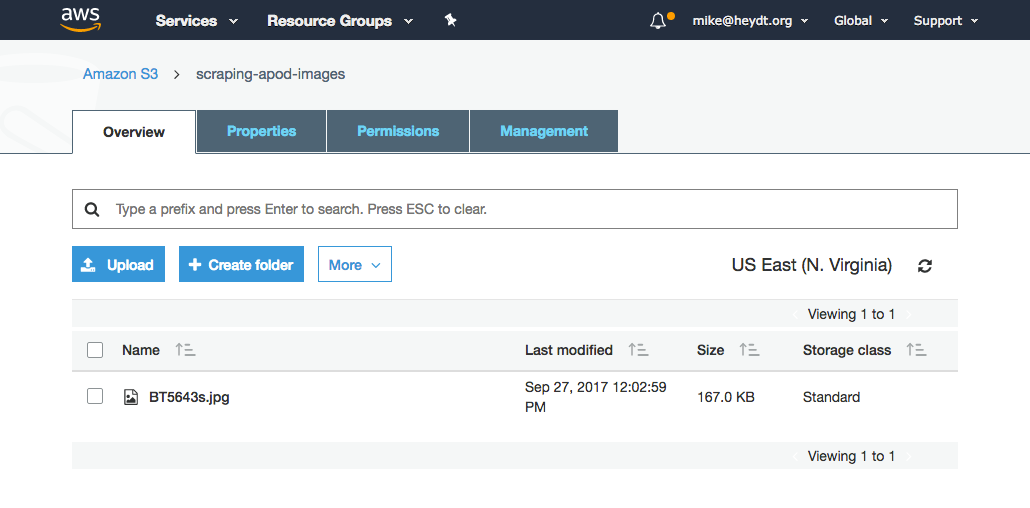 aws Services Resource Groups mike@heydt.org Global Support
Amazon S3 > scraping-apod-images
Overview Properties Permissions Management
Type a prefix and press Enter to search. Press ESC to clear.
Upload + Create folder More US East (N. Virginia)
Viewing 1 to 1
Name Last modified Size Storage class
BT5643s.jpg Sep 27, 2017 12:02:59 167.0 KB Standard
PM
Viewing 1 to 1